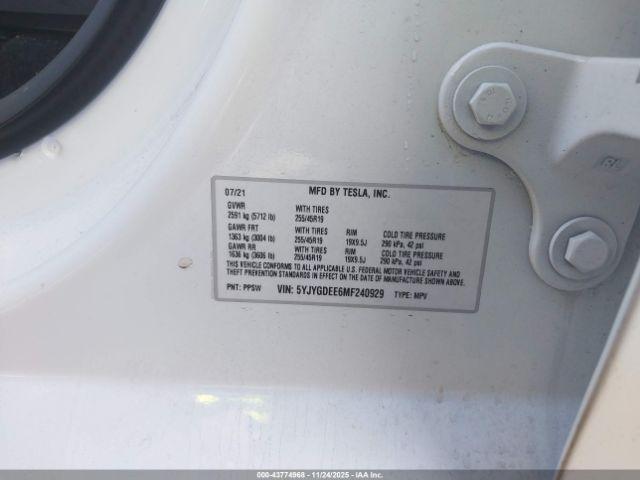 07/21 MFD BY TESLA, INC.
GVWR WITH TIRES
2591 kg (5712 lb) 255/45R19
GAWR FRT WITH TIRES RIM COLD TIRE PRESSURE
1363 kg (3004 lb) 255/45R19 19X9.5J 290 kPa, 42 psi
GAWR RR WITH TIRES RIM COLD TIRE PRESSURE
1636 kg (3606 lb) 255/45R19 19X9.5J 290 kPa, 42 psi
THIS VEHICLE CONFORMS TO ALL APPLICABLE U.S. FEDERAL MOTOR VEHICLE SAFETY AND
THEFT PREVENTION STANDARDS IN EFFECT ON THE DATE OF MANUFACTURE SHOWN ABOVE.
PNT: PPSW VIN: 5YJYGDEE6MF240929 TYPE: MPV
000-43774968 - 11/24/2025 - IAA Corp.